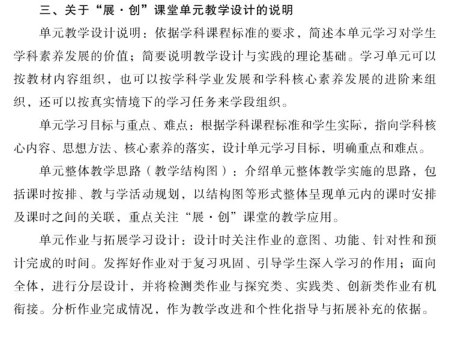 三、关于“展·创”课堂单元教学设计的说明
单元教学设计说明：依据学科课程标准的要求，简述本单元学习对学生
学科素养发展的价值；简要说明教学设计与实践的理论基础。学习单元可以
按教材内容组织，也可以按学科学业发展和学科核心素养发展的进阶来组
织，还可以按真实情境下的学习任务来学段组织。
单元学习目标与重点、难点：根据学科课程标准和学生实际，指向学科核
心内容、思想方法、核心素养的落实，设计单元学习目标，明确重点和难点。
单元整体教学思路（教学结构图）：介绍单元整体教学实施的思路，包
括课时按排、教与学活动规划，以结构图等形式整体呈现单元内的课时安排
及课时之间的关联，重点关注“展·创”课堂的教学应用。
单元作业与拓展学习设计：设计时关注作业的意图、功能、针对性和预
计完成的时间。发挥好作业对于复习巩固、引导学生深入学习的作用；面向
全体，进行分层设计，并将检测类作业与探究类、实践类、创新类作业有机
衔接。分析作业完成情况，作为教学改进和个性化指导与拓展补充的依据。